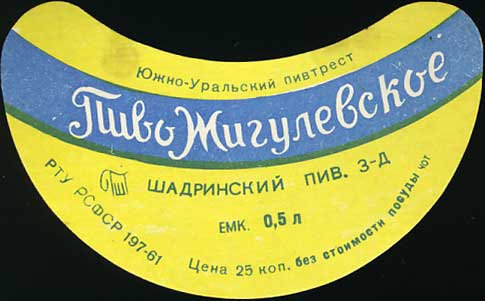 Южно-Уральский пивтрест
Пиво Жигулевское
ШАДРИНСКИЙ ПИВ. З-Д
ЕМК. 0,5 л
РТУ РСФСР 197-61
Цена 25 коп. без стоимости посуды